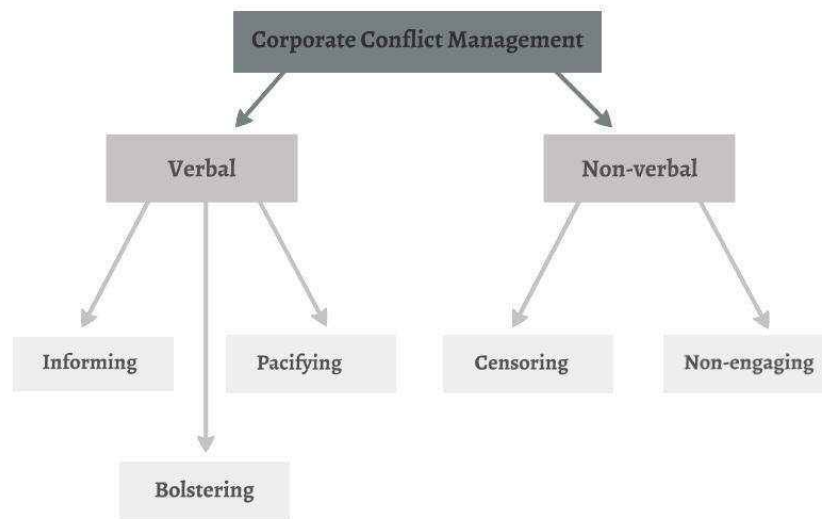 Corporate Conflict Management
Verbal
Non-verbal
Informing
Pacifying
Censoring
Non-engaging
Bolstering